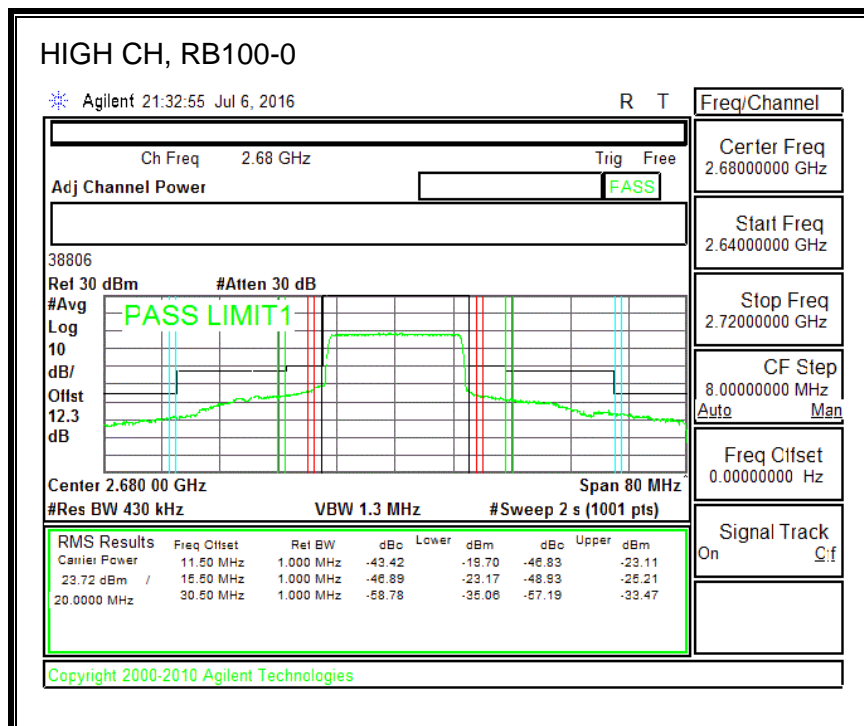 HIGH CH, RB100-0
Agilent 21:32:55 Jul 6, 2016 R T
Ch Freq 2.68 GHz Trig Free
Adj Channel Power FASS
38806
Ref 30 dBm #Atten 30 dB
#Avg
Log
10
dB/
Offst
12.3
dB
PASS LIMIT1
Center 2.680 00 GHz Span 80 MHz^
#Res BW 430 kHz VBW 1.3 MHz #Sweep 2 s (1001 pts)
RMS Results Freq Offset Ref BW dBc Lower dBm dBc Upper dBm
Carrier Power 11.50 MHz 1.000 MHz -43.42 -19.70 -46.83 -23.11
23.72 dBm / 15.50 MHz 1.000 MHz -46.89 -23.17 -48.93 -25.21
20.0000 MHz 30.50 MHz 1.000 MHz -58.78 -35.06 -57.19 -33.47
Copyright 2000-2010 Agilent Technologies
Freq/Channel
Center Freq
2.68000000 GHz
Start Freq
2.64000000 GHz
Stop Freq
2.72000000 GHz
CF Step
8.00000000 MHz
Auto Man
Freq Offset
0.00000000 Hz
Signal Track
On Off